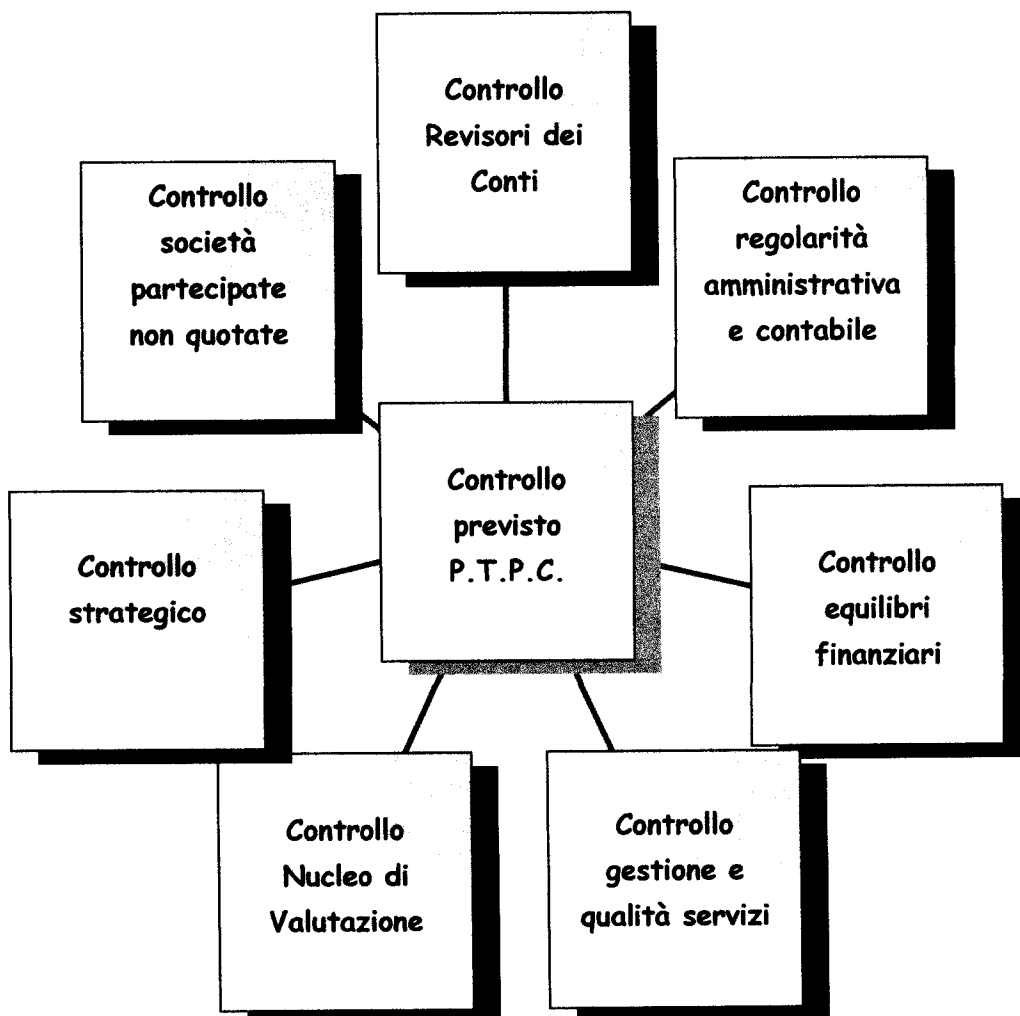 Controllo
Revisori dei
Conti
Controllo
società
partecipate
non quotate
Controllo
regolarità
amministrativa
e contabile
Controllo
previsto
P.T.P.C.
Controllo
strategico
Controllo
equilibri
finanziari
Controllo
Nucleo di
Valutazione
Controllo
gestione e
qualità servizi